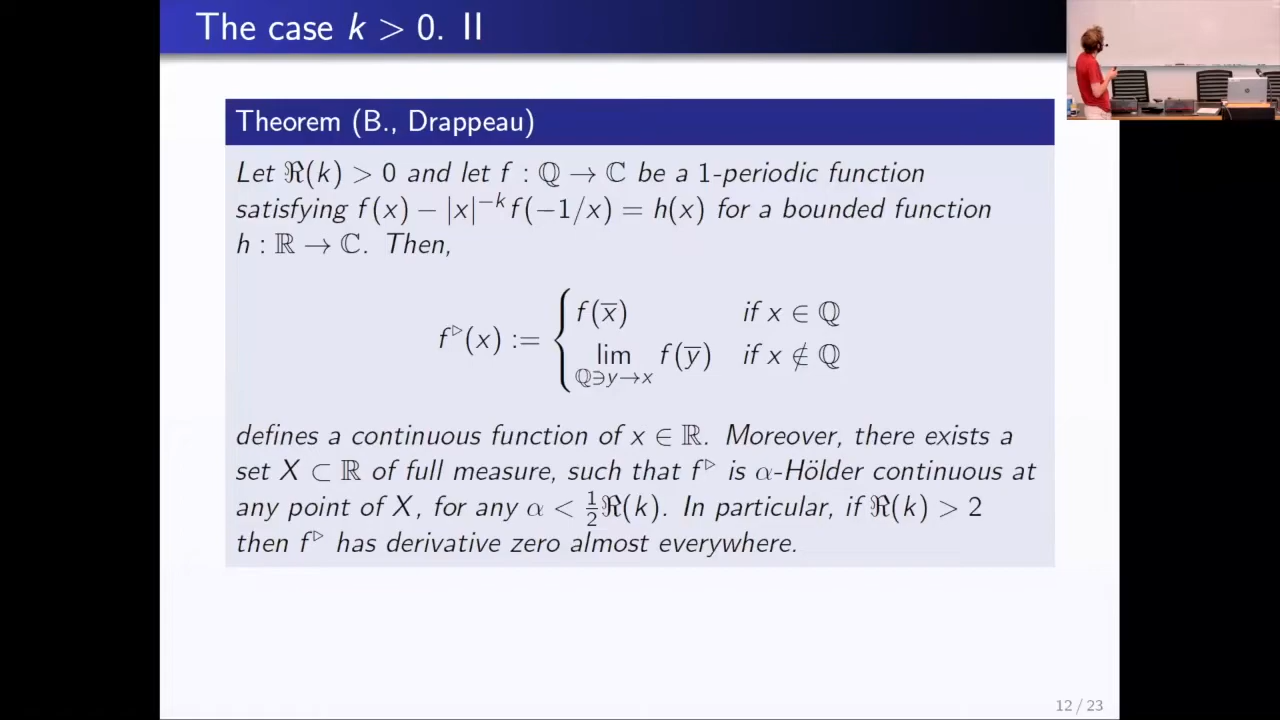 The case k > 0. II
Theorem (B., Drappeau)
Let ℜ(k) > 0 and let f : ℚ → ℂ be a 1-periodic function
satisfying f(x) − |x|⁻ᵏf(−1/x) = h(x) for a bounded function
h : ℝ → ℂ. Then,
f(x̅) if x ∈ ℚ
f▷(x) := {
lim f(y̅) if x ∉ ℚ
ℚ∋y→x
defines a continuous function of x ∈ ℝ. Moreover, there exists a
set X ⊂ ℝ of full measure, such that f▷ is α-Hölder continuous at
any point of X, for any α < ½ℜ(k). In particular, if ℜ(k) > 2
then f▷ has derivative zero almost everywhere.
12 / 23